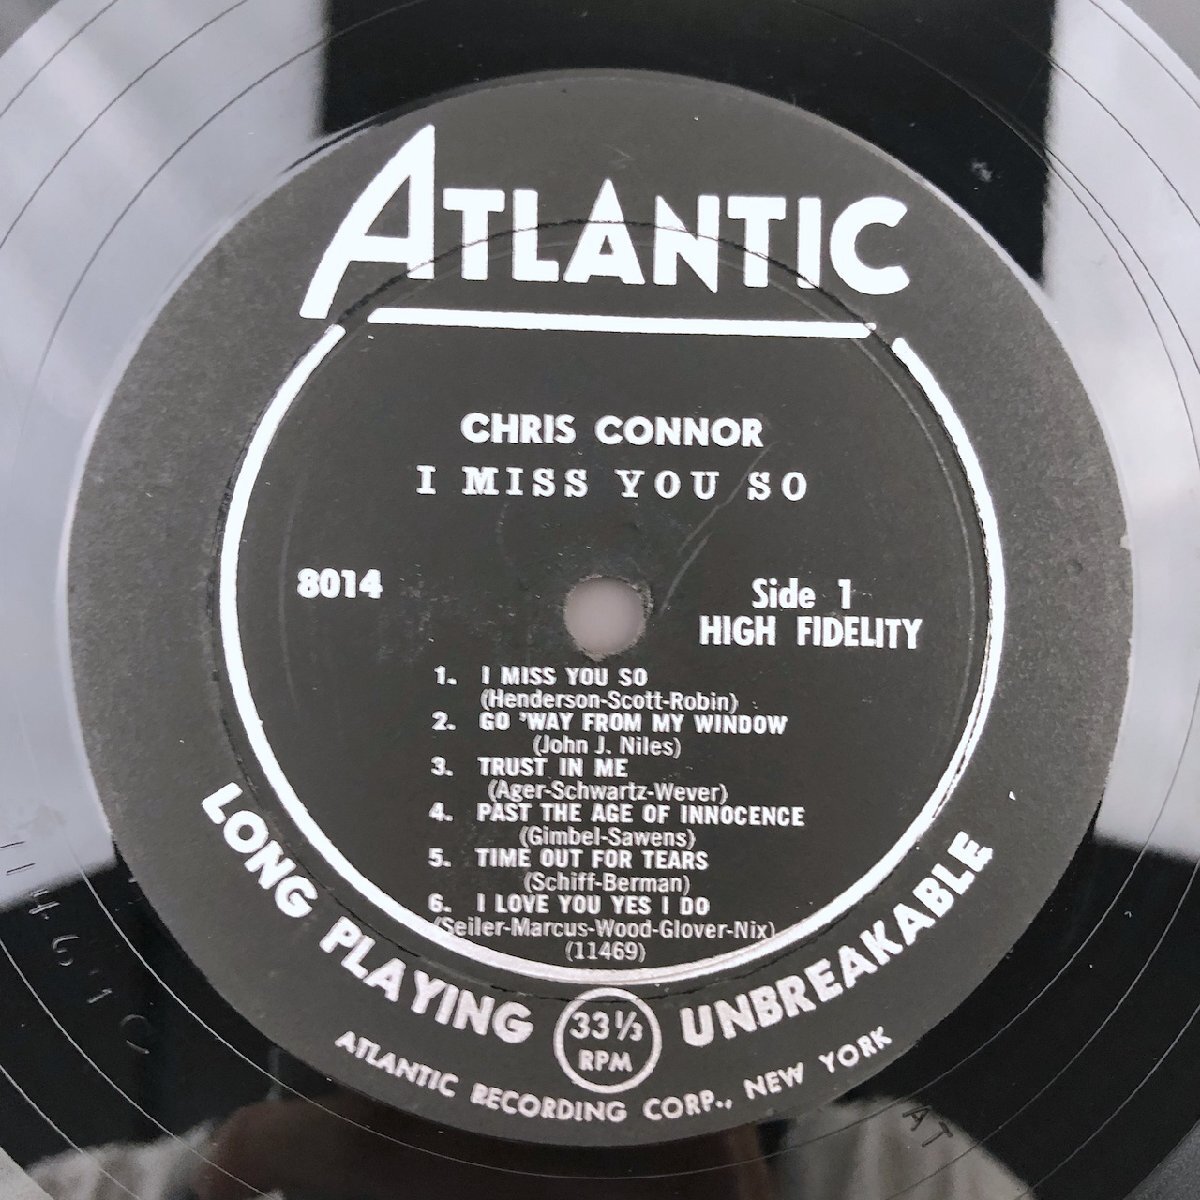 ATLANTIC
CHRIS CONNOR
I MISS YOU SO
8014
Side 1
HIGH FIDELITY
1. I MISS YOU SO
(Henderson-Scott-Robin)
2. GO 'WAY FROM MY WINDOW
(John J. Niles)
3. TRUST IN ME
(Ager-Schwartz-Wever)
4. PAST THE AGE OF INNOCENCE
(Gimbel-Sawens)
5. TIME OUT FOR TEARS
(Schiff-Berman)
6. I LOVE YOU YES I DO
(Seiler-Marcus-Wood-Glover-Nix)
(11469)
LONG PLAYING 33⅓ RPM UNBREAKABLE
ATLANTIC RECORDING CORP., NEW YORK
AT